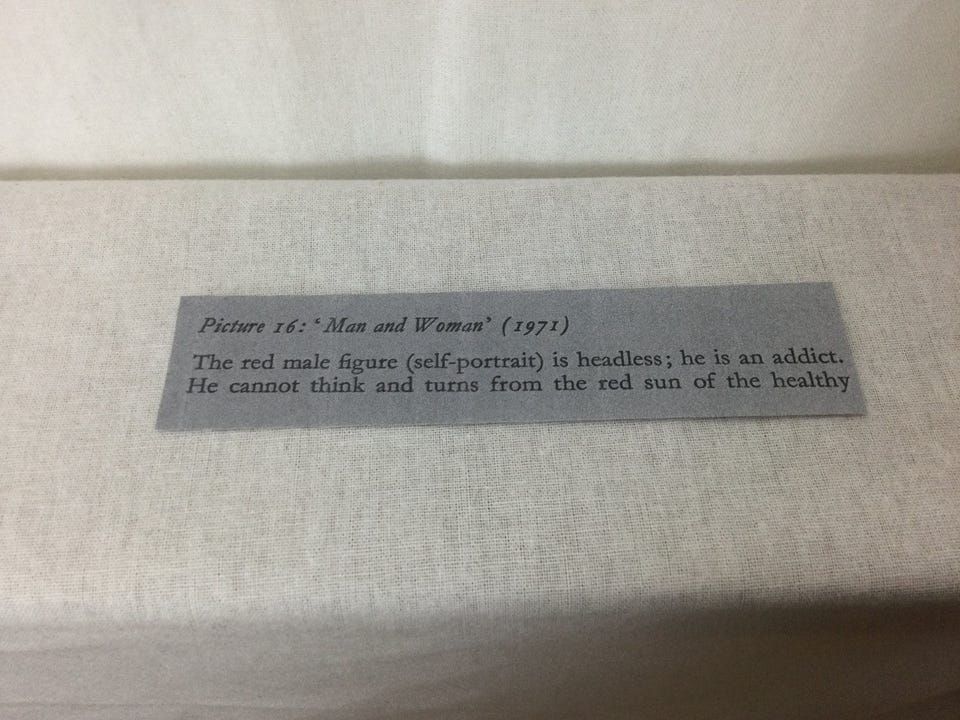 Picture 16: ‘Man and Woman’ (1971)
The red male figure (self-portrait) is headless; he is an addict.
He cannot think and turns from the red sun of the healthy